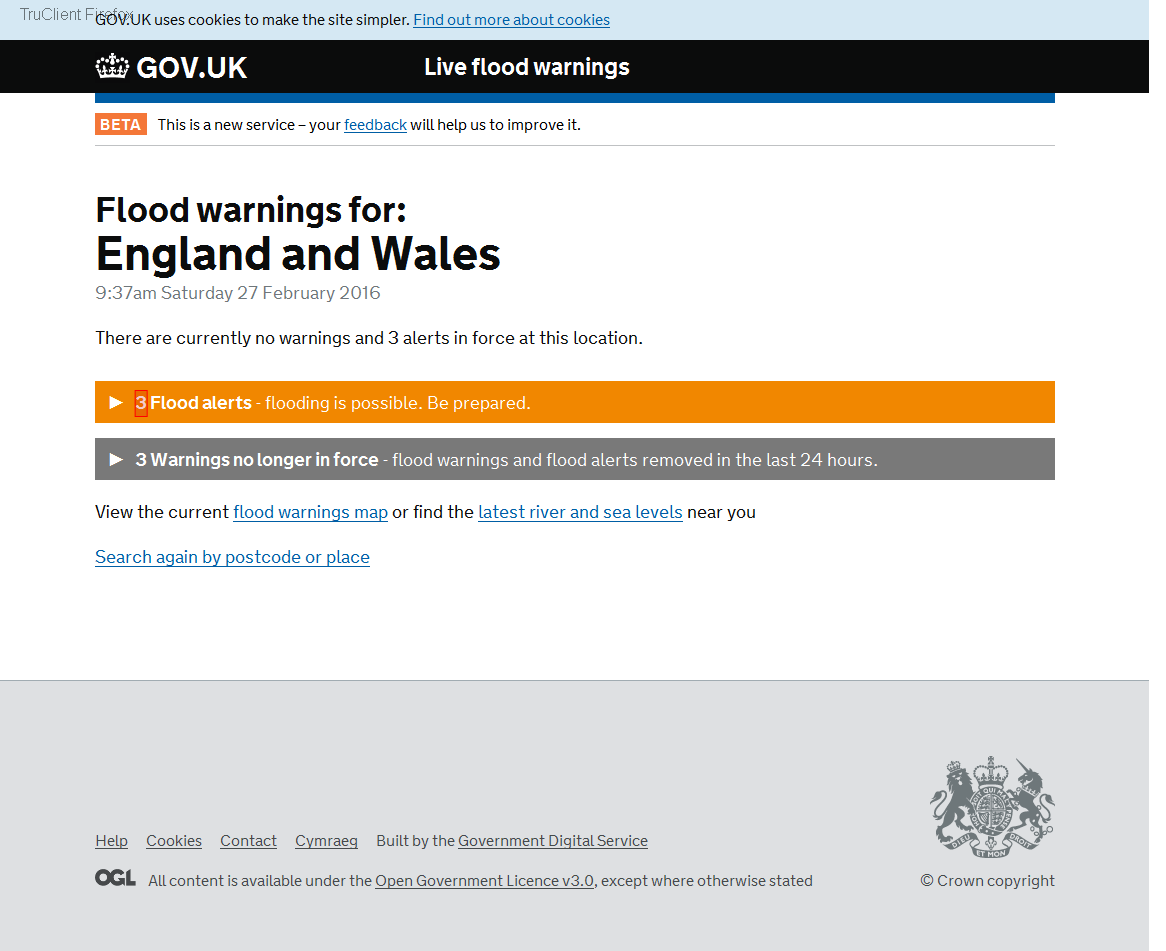 TruClient Firefox
GOV.UK uses cookies to make the site simpler. Find out more about cookies
GOV.UK Live flood warnings
BETA This is a new service – your feedback will help us to improve it.
Flood warnings for:
England and Wales
9:37am Saturday 27 February 2016
There are currently no warnings and 3 alerts in force at this location.
3 Flood alerts - flooding is possible. Be prepared.
3 Warnings no longer in force - flood warnings and flood alerts removed in the last 24 hours.
View the current flood warnings map or find the latest river and sea levels near you
Search again by postcode or place
Help Cookies Contact Cymraeg Built by the Government Digital Service
OGL All content is available under the Open Government Licence v3.0, except where otherwise stated
© Crown copyright
DIEU ET MON DROIT